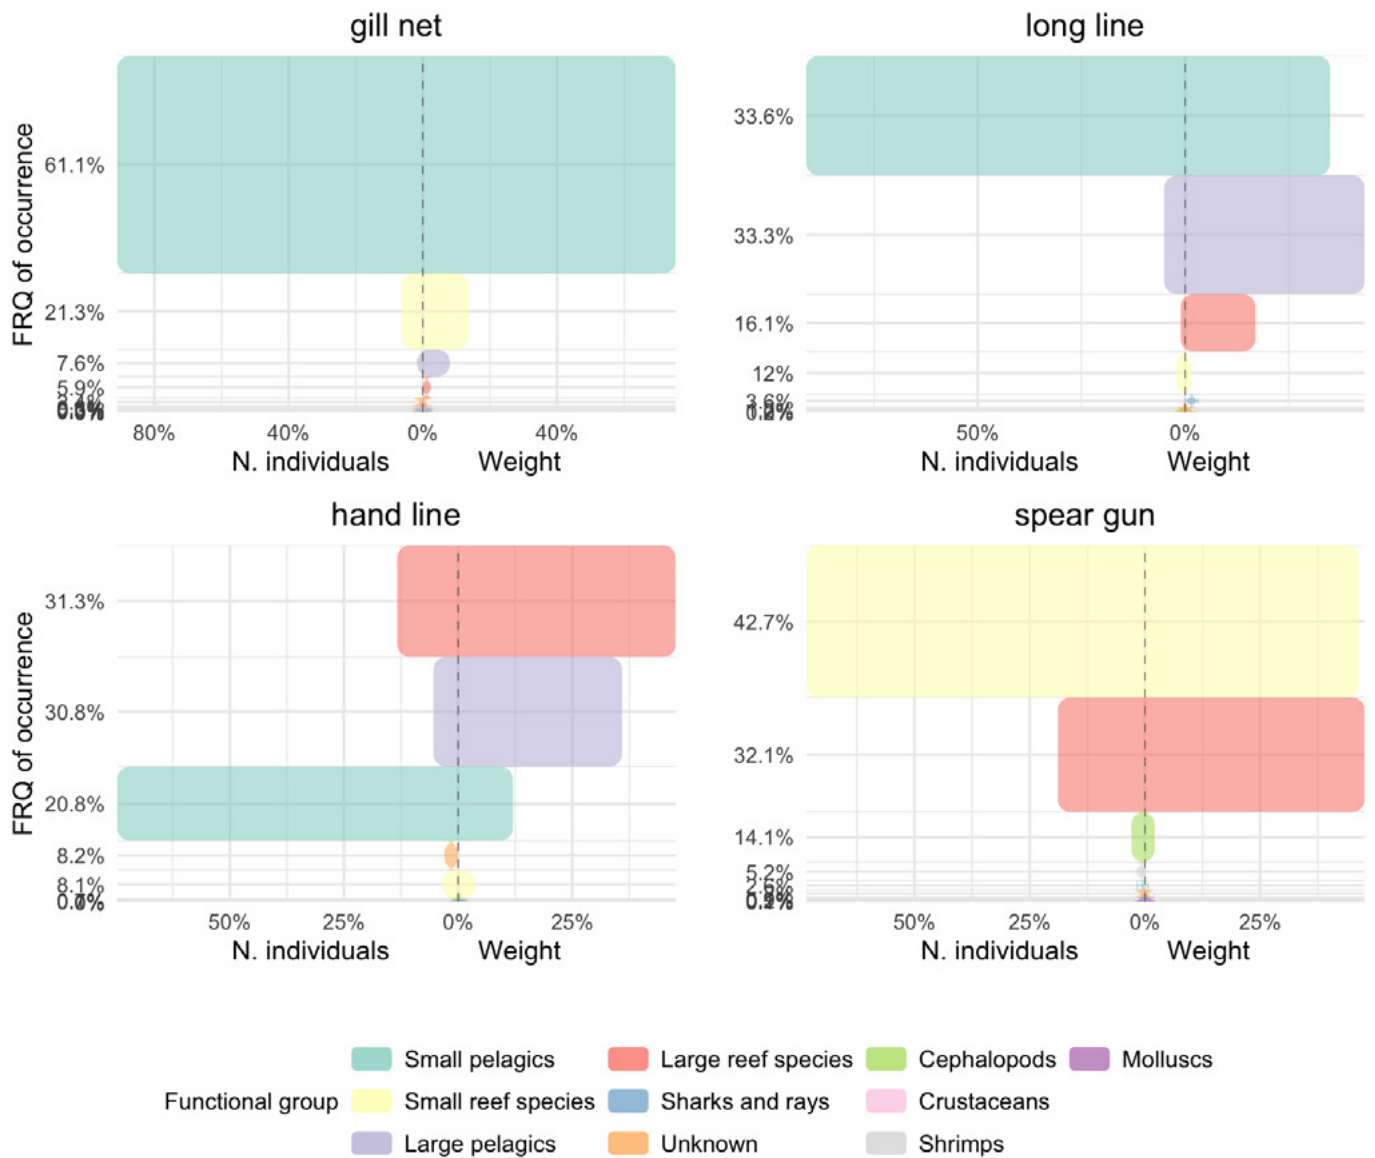 gill net
long line
FRQ of occurrence
61.1%
21.3%
7.6%
5.9%
80%
40%
0%
40%
N. individuals
Weight
33.6%
33.3%
16.1%
12%
3.6%
50%
0%
N. individuals
Weight
hand line
spear gun
FRQ of occurrence
31.3%
30.8%
20.8%
8.2%
8.1%
50%
25%
0%
25%
N. individuals
Weight
42.7%
32.1%
14.1%
5.2%
50%
25%
0%
25%
N. individuals
Weight
Functional group
Small pelagics
Small reef species
Large pelagics
Large reef species
Sharks and rays
Unknown
Cephalopods
Crustaceans
Shrimps
Molluscs